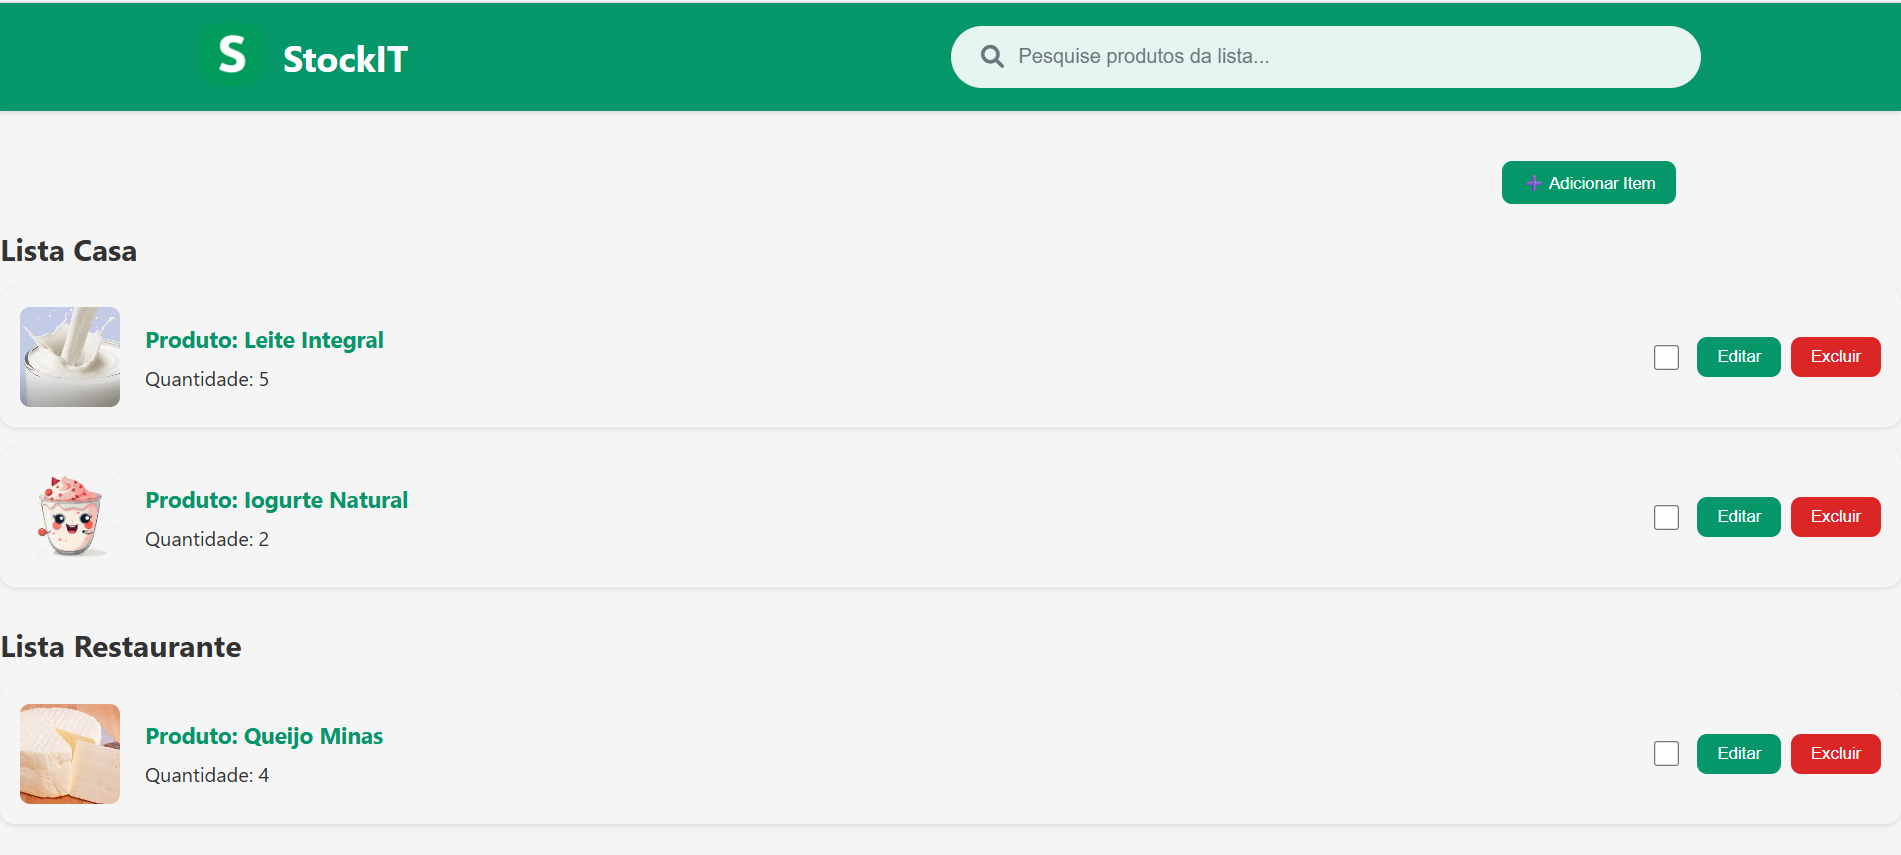 S StockIT
Pesquise produtos da lista...
➕ Adicionar Item
Lista Casa
Produto: Leite Integral
Quantidade: 5
Editar Excluir
Produto: Iogurte Natural
Quantidade: 2
Editar Excluir
Lista Restaurante
Produto: Queijo Minas
Quantidade: 4
Editar Excluir